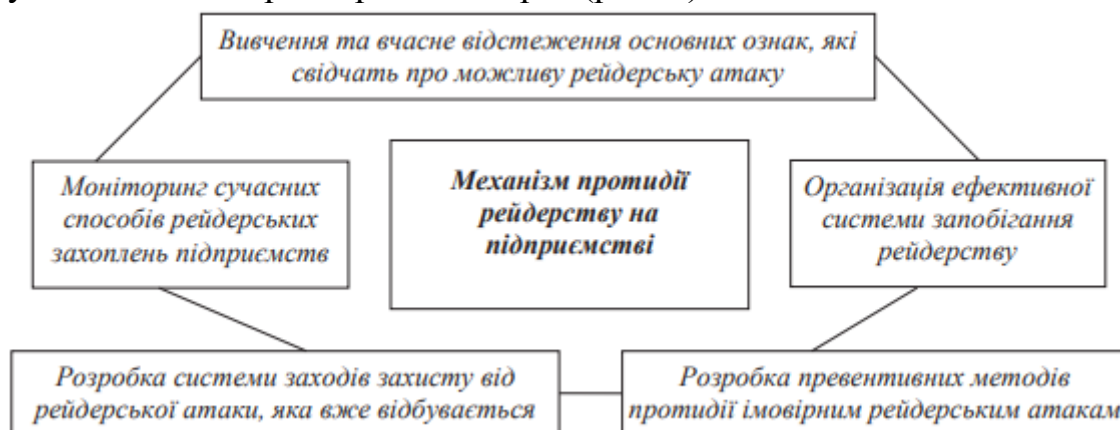 Вивчення та вчасне відстеження основних ознак, які
свідчать про можливу рейдерську атаку
Моніторинг сучасних
способів рейдерських
захоплень підприємств
Механізм протидії
рейдерству на
підприємстві
Організація ефективної
системи запобігання
рейдерству
Розробка системи заходів захисту від
рейдерської атаки, яка вже відбувається
Розробка превентивних методів
протидії імовірним рейдерським атакам